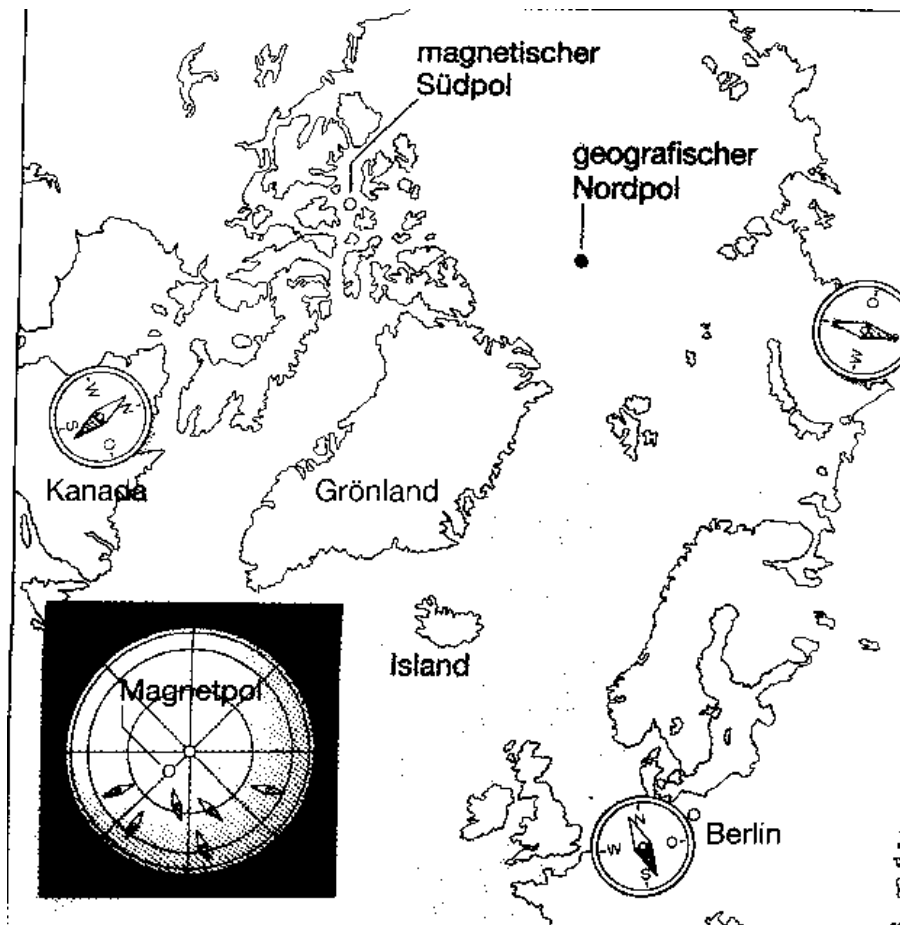 magnetischer
Südpol
geografischer
Nordpol
O
W
W
N
S
O
Kanada
Grönland
Island
Magnetpol
N
W
O
S
Berlin